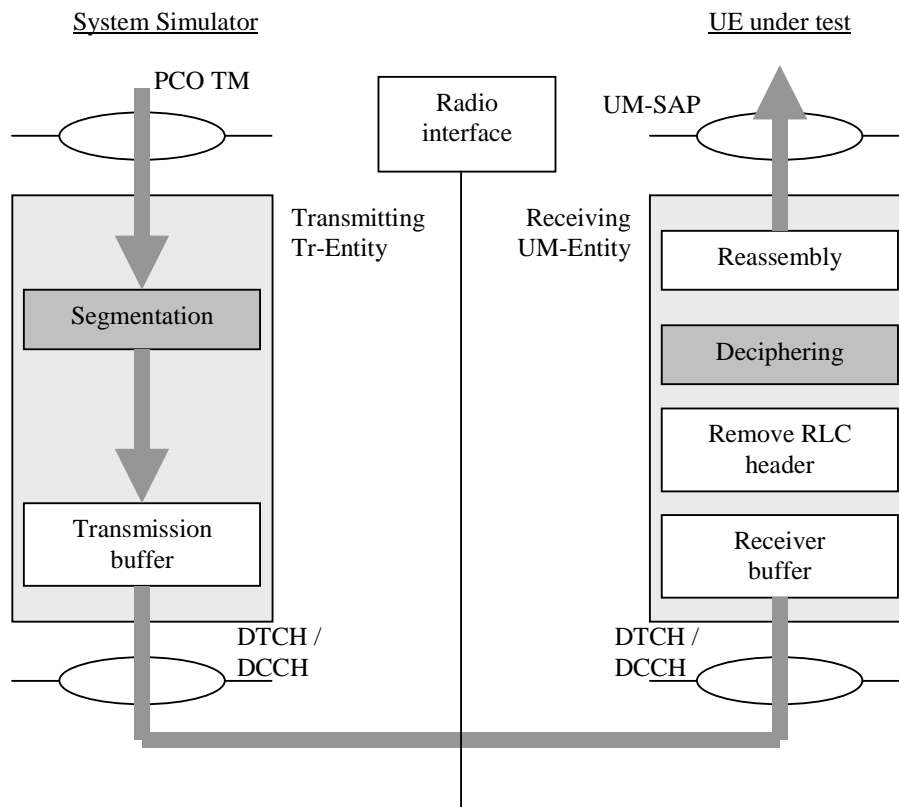 System Simulator
UE under test
PCO TM
Radio
interface
UM-SAP
Transmitting
Tr-Entity
Receiving
UM-Entity
Segmentation
Transmission
buffer
Reassembly
Deciphering
Remove RLC
header
Receiver
buffer
DTCH /
DCCH
DTCH /
DCCH